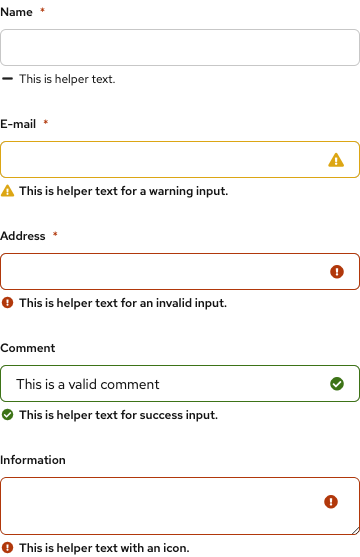 Name *
This is helper text.
E-mail *
This is helper text for a warning input.
Address *
This is helper text for an invalid input.
Comment
This is a valid comment
This is helper text for success input.
Information
This is helper text with an icon.